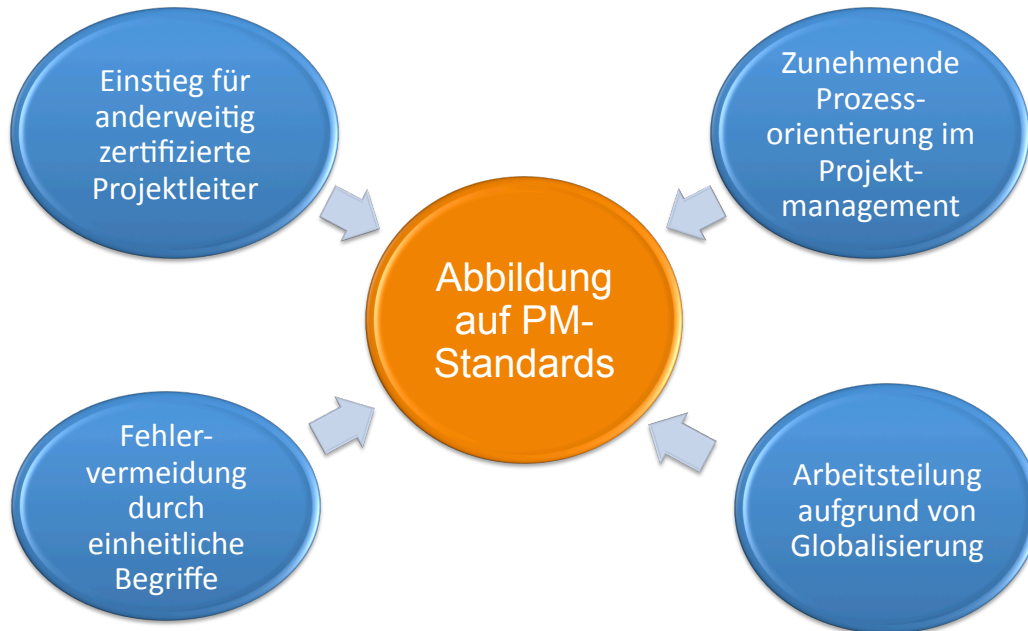 Einstieg für
anderweitig
zertifizierte
Projektleiter
Zunehmende
Prozess-
orientierung im
Projekt-
management
Abbildung
auf PM-
Standards
Fehler-
vermeidung
durch
einheitliche
Begriffe
Arbeitsteilung
aufgrund von
Globalisierung